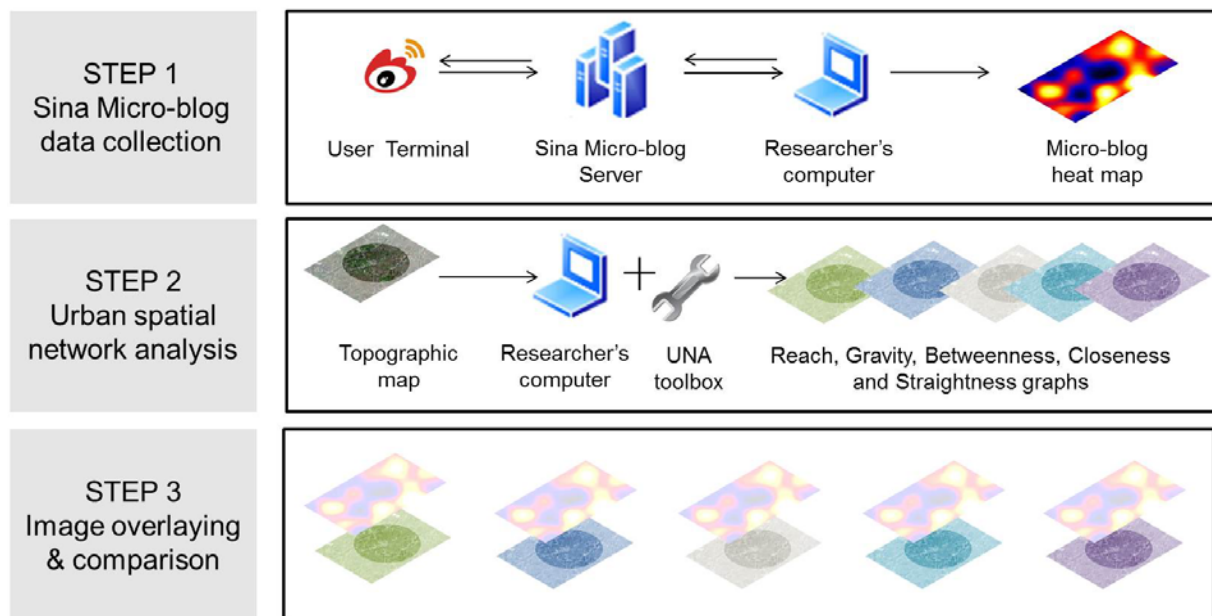 STEP 1
Sina Micro-blog
data collection
User Terminal
Sina Micro-blog
Server
Researcher's
computer
Micro-blog
heat map
STEP 2
Urban spatial
network analysis
Topographic
map
Researcher's
computer
UNA
toolbox
Reach, Gravity, Betweenness, Closeness
and Straightness graphs
STEP 3
Image overlaying
& comparison